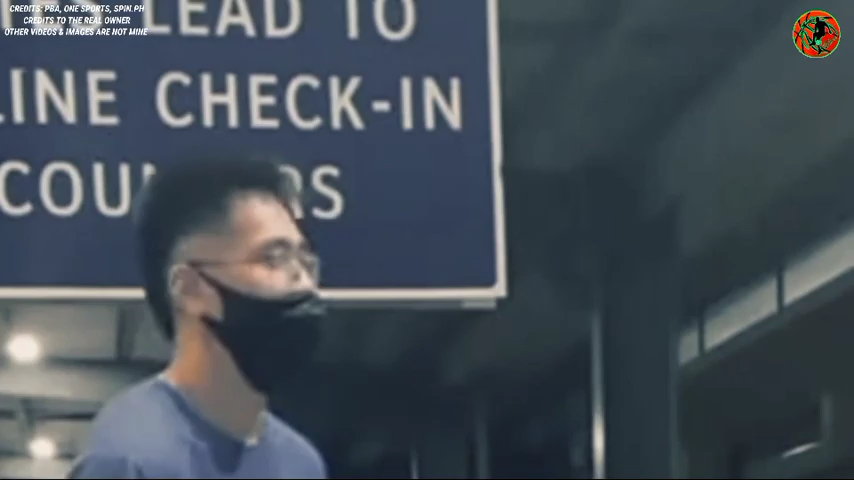 CREDITS: PBA, ONE SPORTS, SPIN.PH
CREDITS TO THE REAL OWNER
OTHER VIDEOS & IMAGES ARE NOT MINE
LEAD TO
CHECK-IN